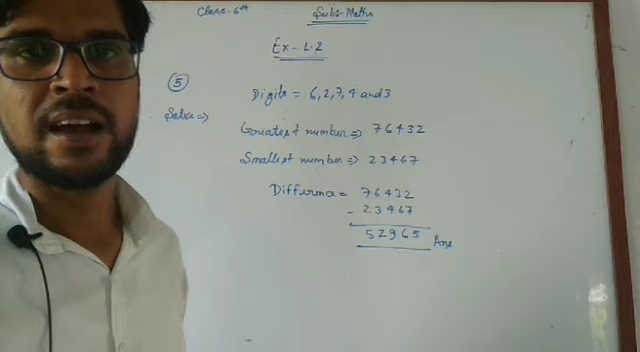 Class-6th Sub:- Maths
Ex-1.2
5
Digits = 6,2,7,4 and 3
Solve⇒
Greatest number ⇒ 76432
Smallest number ⇒ 23467
Difference = 76432
- 23467
52965 Ans